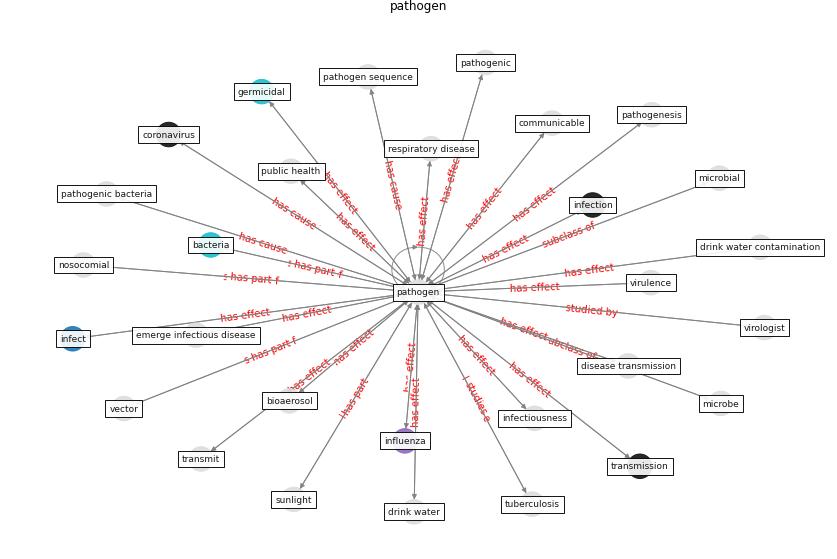 pathogen
pathogenic
pathogen sequence
germicidal
communicable
pathogenesis
coronavirus
respiratory disease
public health
has cause
has effect
has effect
microbial
pathogenic bacteria
has effect
has cause
has effect
has effect
has effect
infection
has effect
subclass of
bacteria
has cause
has effect
drink water contamination
nosocomial
has part
has part
has effect
pathogen
has effect
virulence
infect
has effect
emerge infectious disease
has effect
studied by
virologist
has part
has effect
has effect
has effect
has effect
disease transmission
vector
bioaerosol
has effect
has part
has effect
has effect
has effect
studies
microbe
infectiousness
transmit
influenza
transmission
sunlight
drink water
tuberculosis